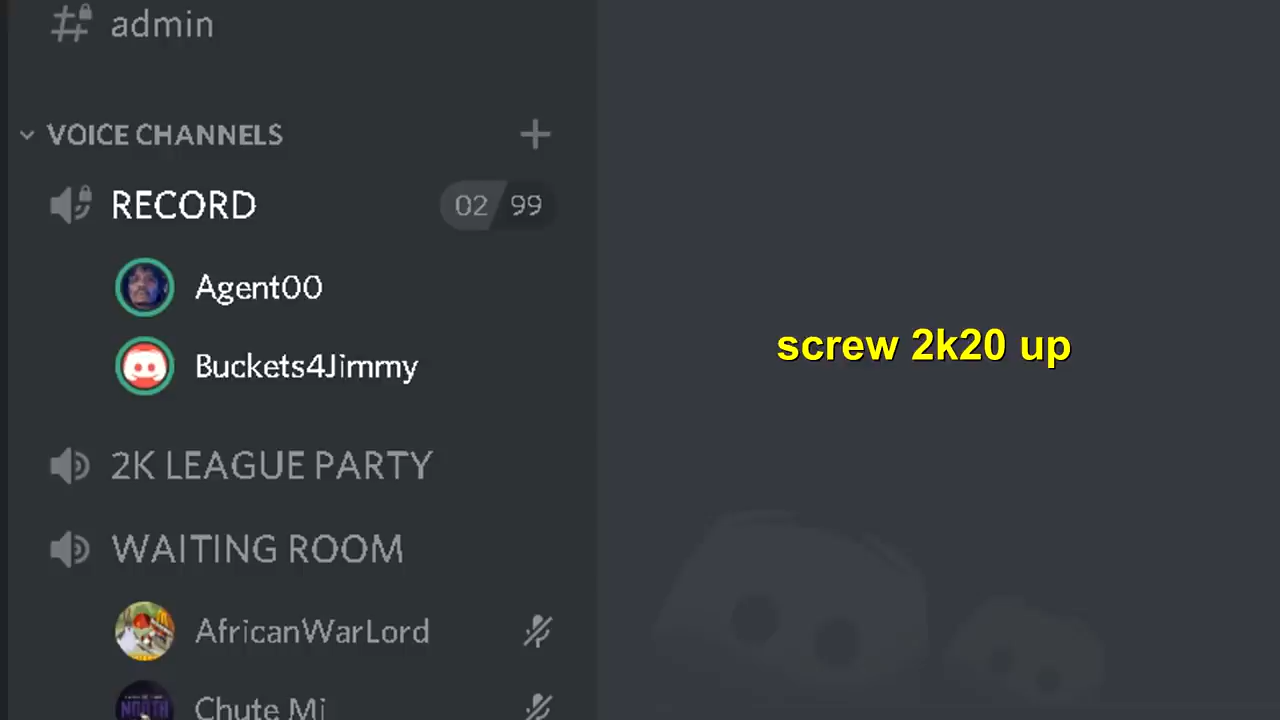 admin
VOICE CHANNELS
RECORD
02 99
Agent00
Buckets4Jimmy
screw 2k20 up
2K LEAGUE PARTY
WAITING ROOM
AfricanWarLord
NORTH
Chute Mi